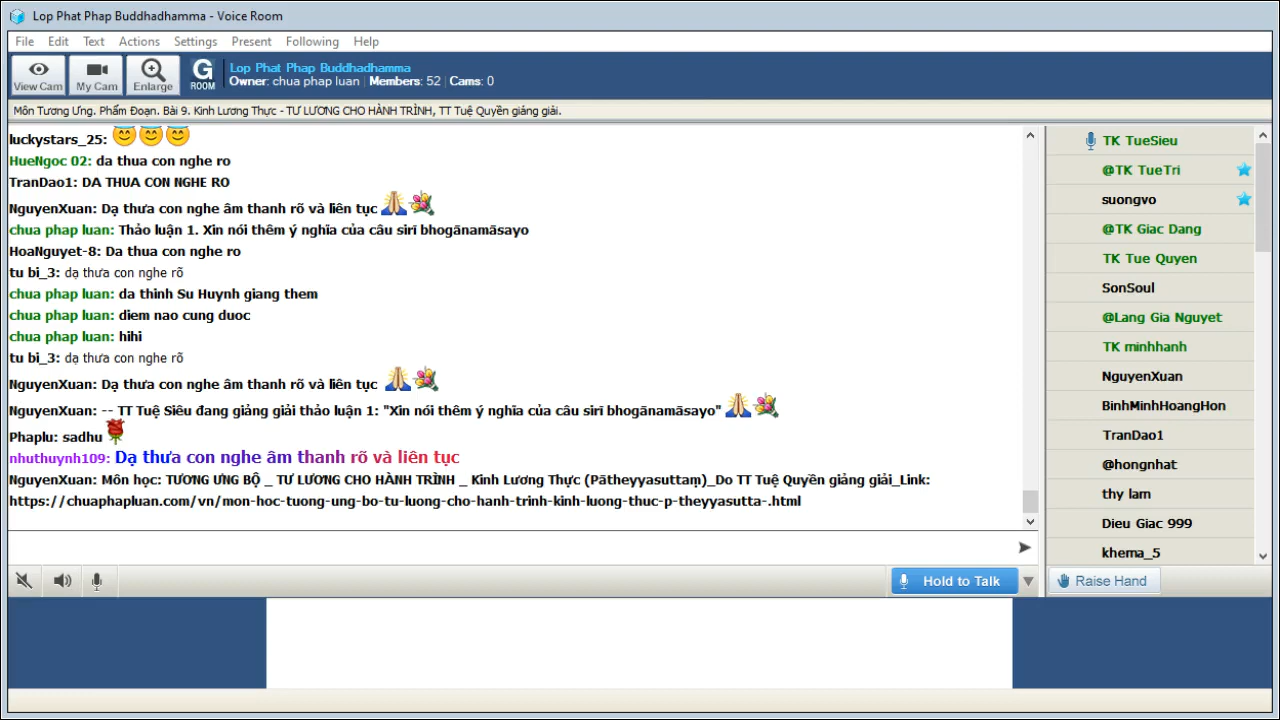 Lop Phat Phap Buddhadhamma - Voice Room
File Edit Text Actions Settings Present Following Help
View Cam My Cam Enlarge G ROOM
Lop Phat Phap Buddhadhamma
Owner: chua phap luan Members: 52 Cams: 0
Môn Tương Ưng. Phẩm Đoạn. Bài 9. Kinh Lương Thực - TƯ LƯƠNG CHO HÀNH TRÌNH, TT Tuệ Quyền giảng giải.
luckystars_25:
HueNgoc 02: da thua con nghe ro
TranDao1: DA THUA CON NGHE RO
NguyenXuan: Dạ thưa con nghe âm thanh rõ và liên tục
chua phap luan: Thảo luận 1. Xin nói thêm ý nghĩa của câu sirī bhogānamāsayo
HoaNguyet-8: Da thua con nghe ro
tu bi_3: dạ thưa con nghe rõ
chua phap luan: da thinh Su Huynh giang them
chua phap luan: diem nao cung duoc
chua phap luan: hihi
tu bi_3: dạ thưa con nghe rõ
NguyenXuan: Dạ thưa con nghe âm thanh rõ và liên tục
NguyenXuan: -- TT Tuệ Siêu đang giảng giải thảo luận 1: "Xin nói thêm ý nghĩa của câu sirī bhogānamāsayo"
Phaplu: sadhu
nhuthuynh109: Dạ thưa con nghe âm thanh rõ và liên tục
NguyenXuan: Môn học: TƯƠNG ƯNG BỘ _ TƯ LƯƠNG CHO HÀNH TRÌNH _ Kinh Lương Thực (Pātheyyasuttaṃ)_Do TT Tuệ Quyền giảng giải_Link:
https://chuaphapluan.com/vn/mon-hoc-tuong-ung-bo-tu-luong-cho-hanh-trinh-kinh-luong-thuc-p-theyyasutta-.html
TK TueSieu
@TK TueTri
suongvo
@TK Giac Dang
TK Tue Quyen
SonSoul
@Lang Gia Nguyet
TK minhhanh
NguyenXuan
BinhMinhHoangHon
TranDao1
@hongnhat
thy lam
Dieu Giac 999
khema_5
Hold to Talk
Raise Hand